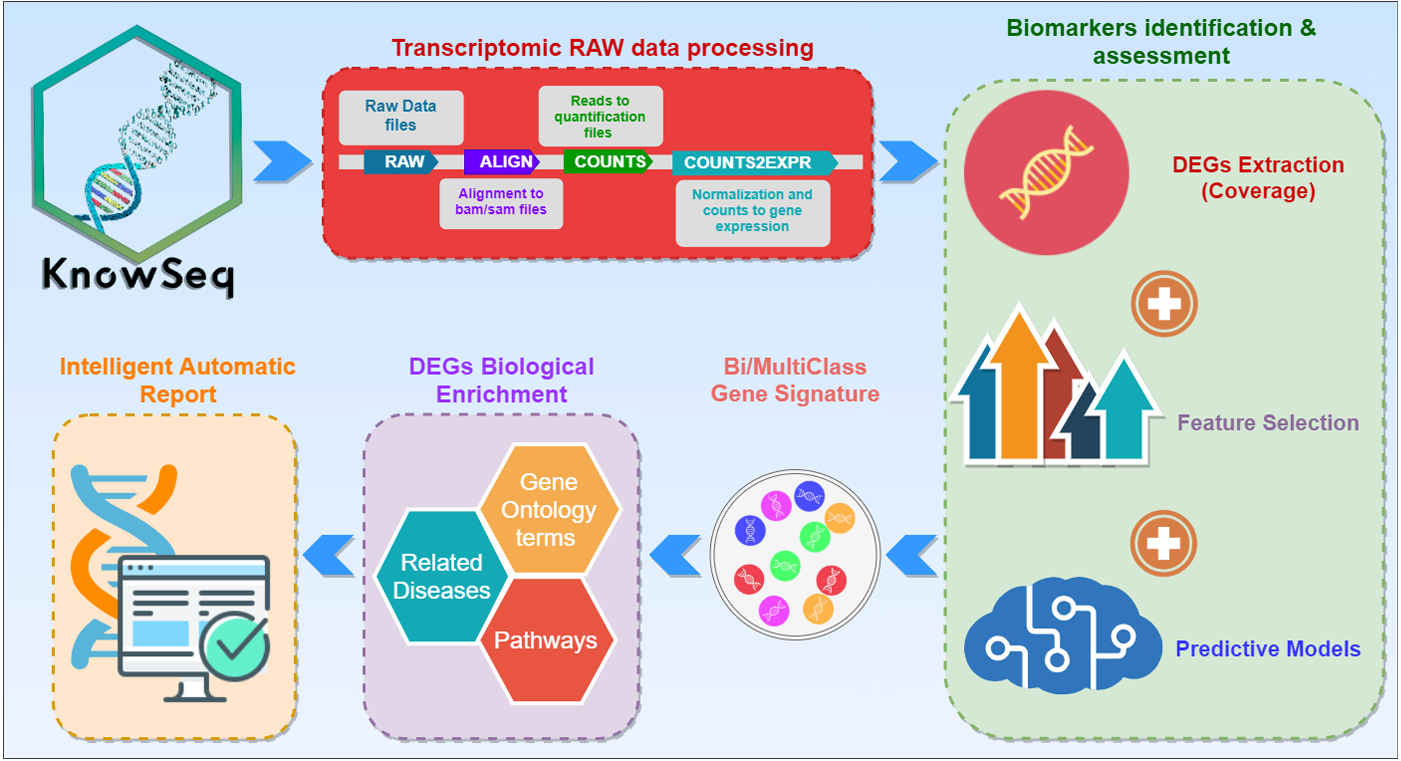 KnowSeq
Transcriptomic RAW data processing
Raw Data
files
Reads to
quantification
files
RAW
ALIGN
COUNTS
COUNTS2EXPR
Alignment to
bam/sam files
Normalization and
counts to gene
expression
Biomarkers identification &
assessment
DEGs Extraction
(Coverage)
Feature Selection
Predictive Models
Bi/MultiClass
Gene Signature
DEGs Biological
Enrichment
Gene
Ontology
terms
Related
Diseases
Pathways
Intelligent Automatic
Report